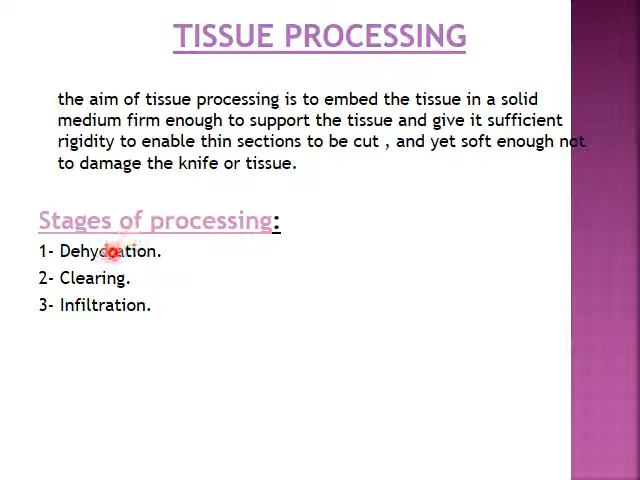 TISSUE PROCESSING
the aim of tissue processing is to embed the tissue in a solid
medium firm enough to support the tissue and give it sufficient
rigidity to enable thin sections to be cut , and yet soft enough not
to damage the knife or tissue.
Stages of processing:
1- Dehydration.
2- Clearing.
3- Infiltration.